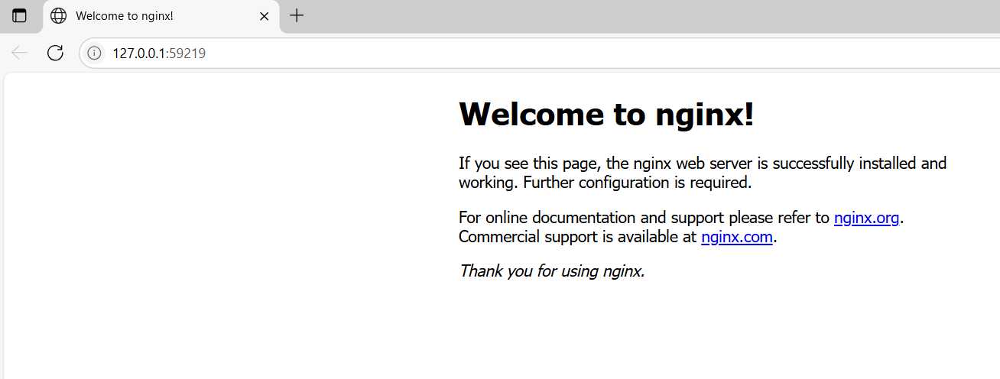 Welcome to nginx!
127.0.0.1:59219
Welcome to nginx!
If you see this page, the nginx web server is successfully installed and
working. Further configuration is required.
For online documentation and support please refer to nginx.org.
Commercial support is available at nginx.com.
Thank you for using nginx.